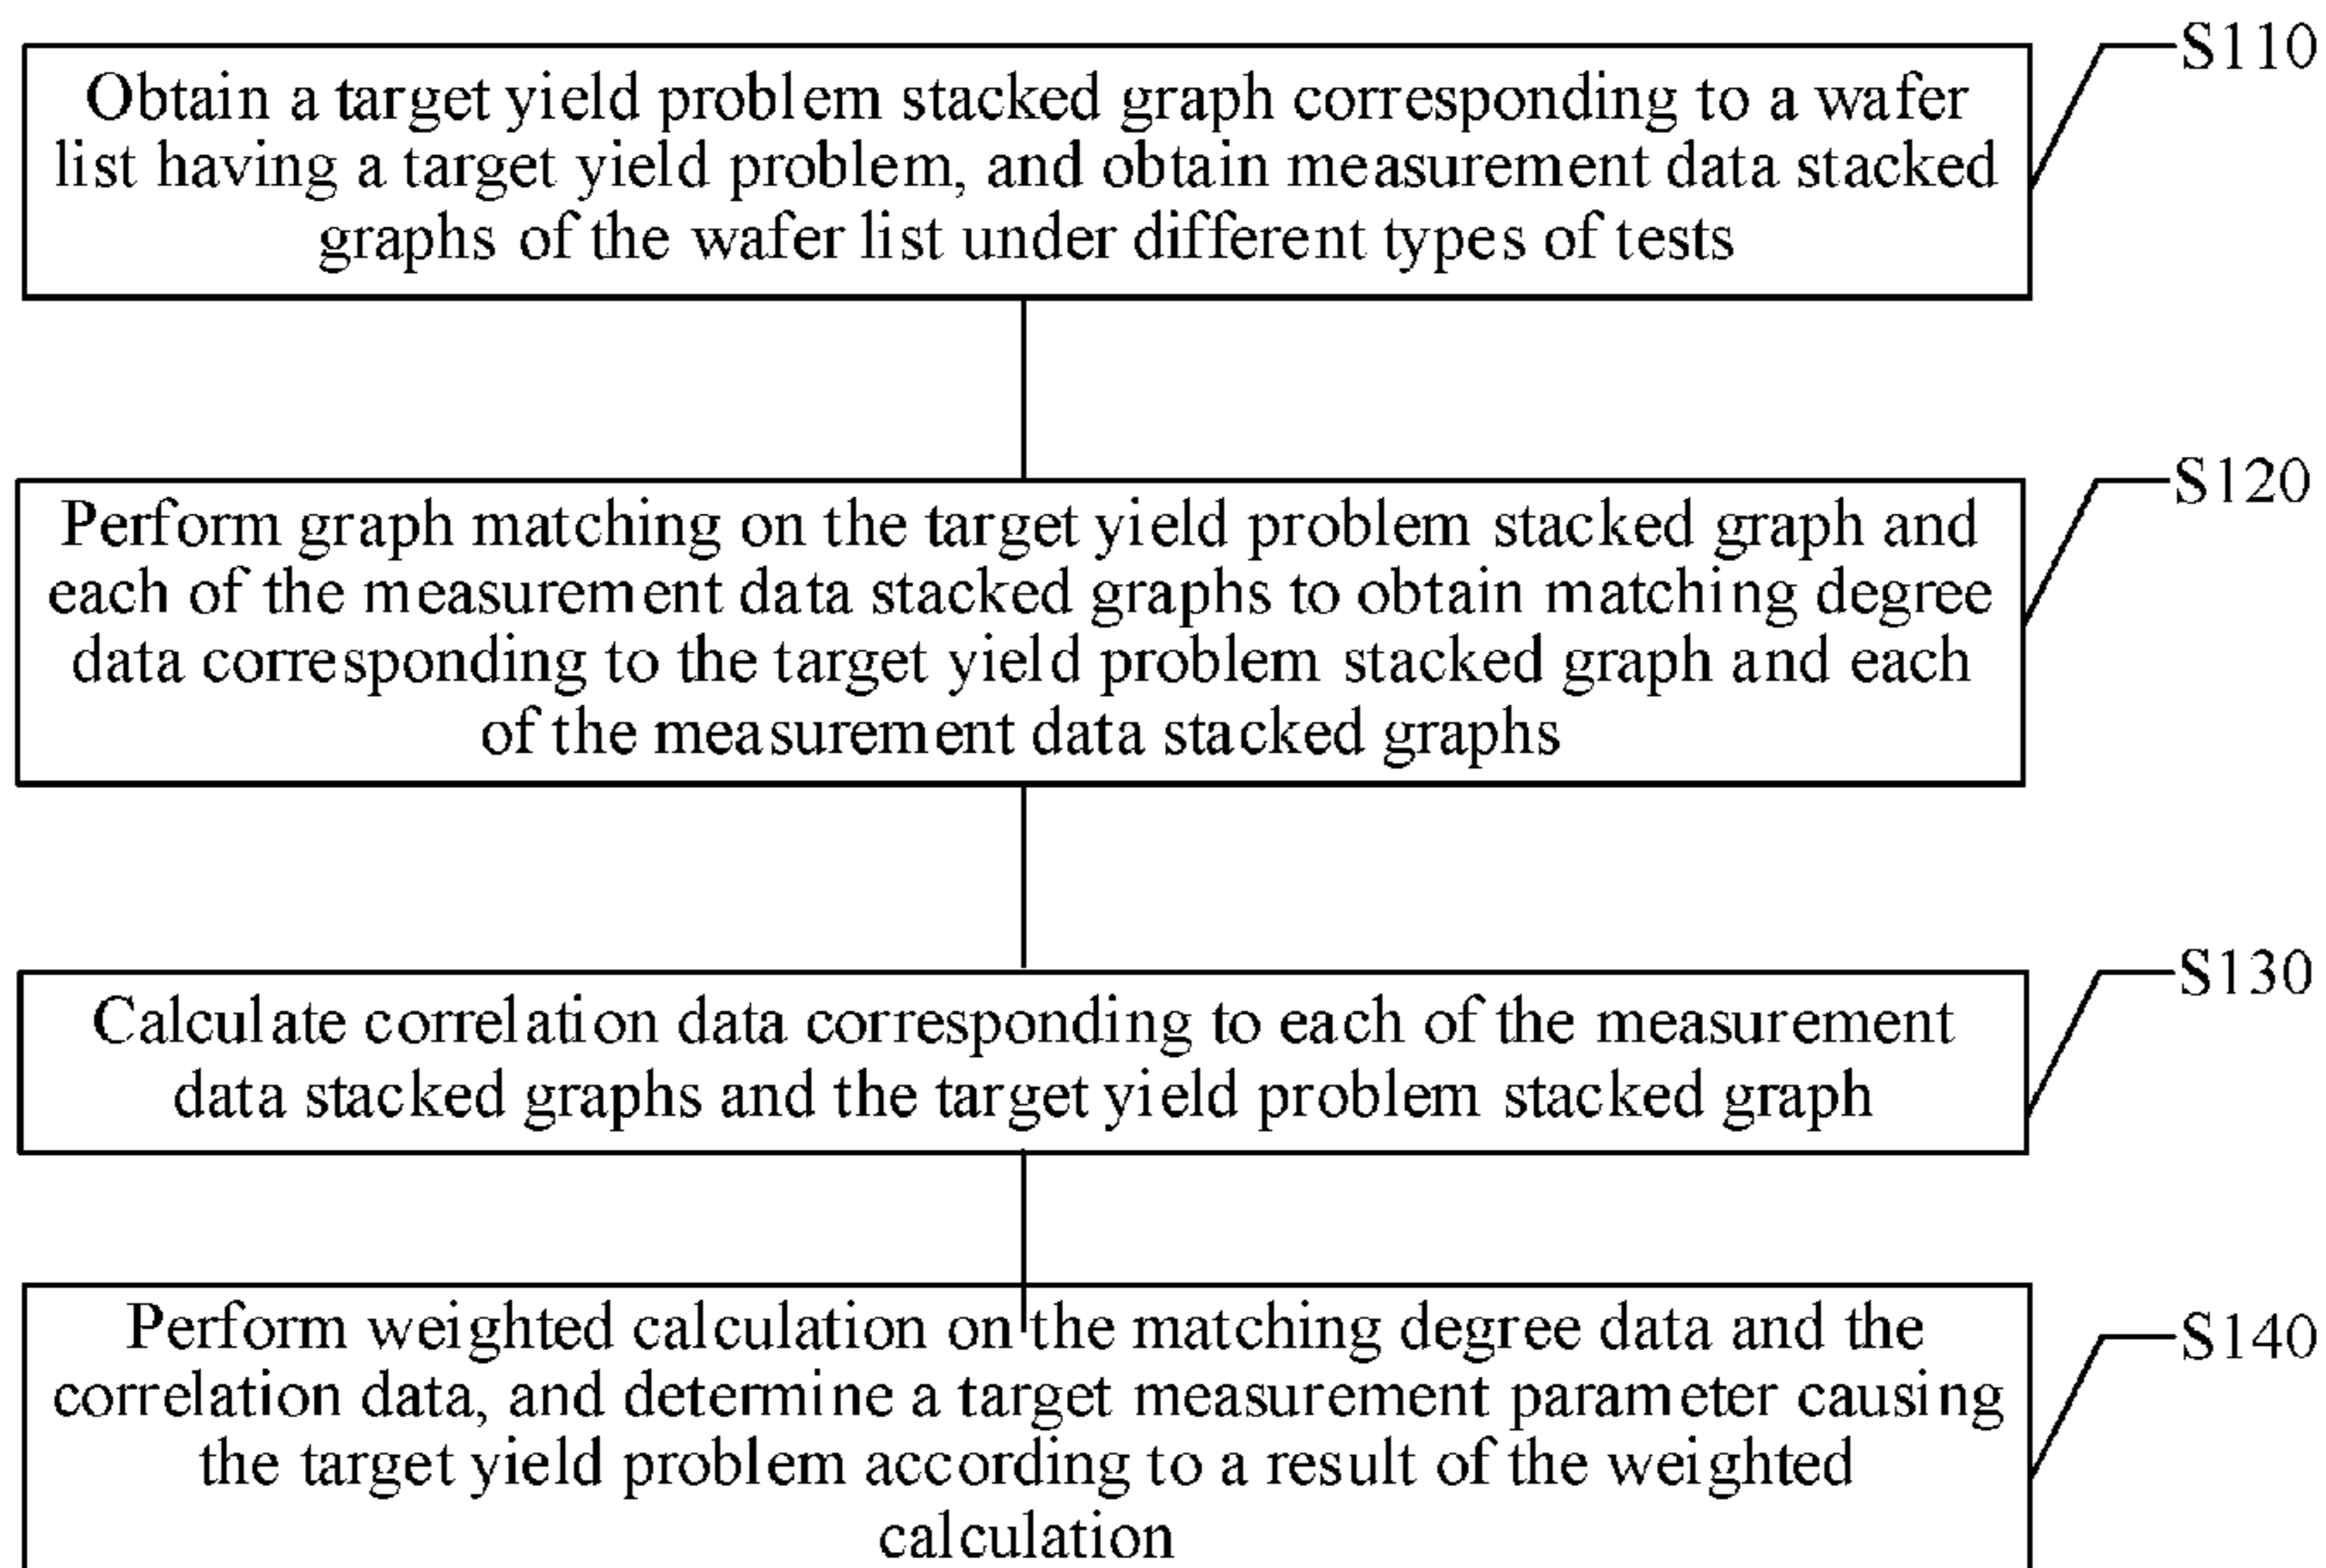 S110
Obtain a target yield problem stacked graph corresponding to a wafer
list having a target yield problem, and obtain measurement data stacked
graphs of the wafer list under different types of tests
S120
Perform graph matching on the target yield problem stacked graph and
each of the measurement data stacked graphs to obtain matching degree
data corresponding to the target yield problem stacked graph and each
of the measurement data stacked graphs
S130
Calculate correlation data corresponding to each of the measurement
data stacked graphs and the target yield problem stacked graph
S140
Perform weighted calculation on the matching degree data and the
correlation data, and determine a target measurement parameter causing
the target yield problem according to a result of the weighted
calculation